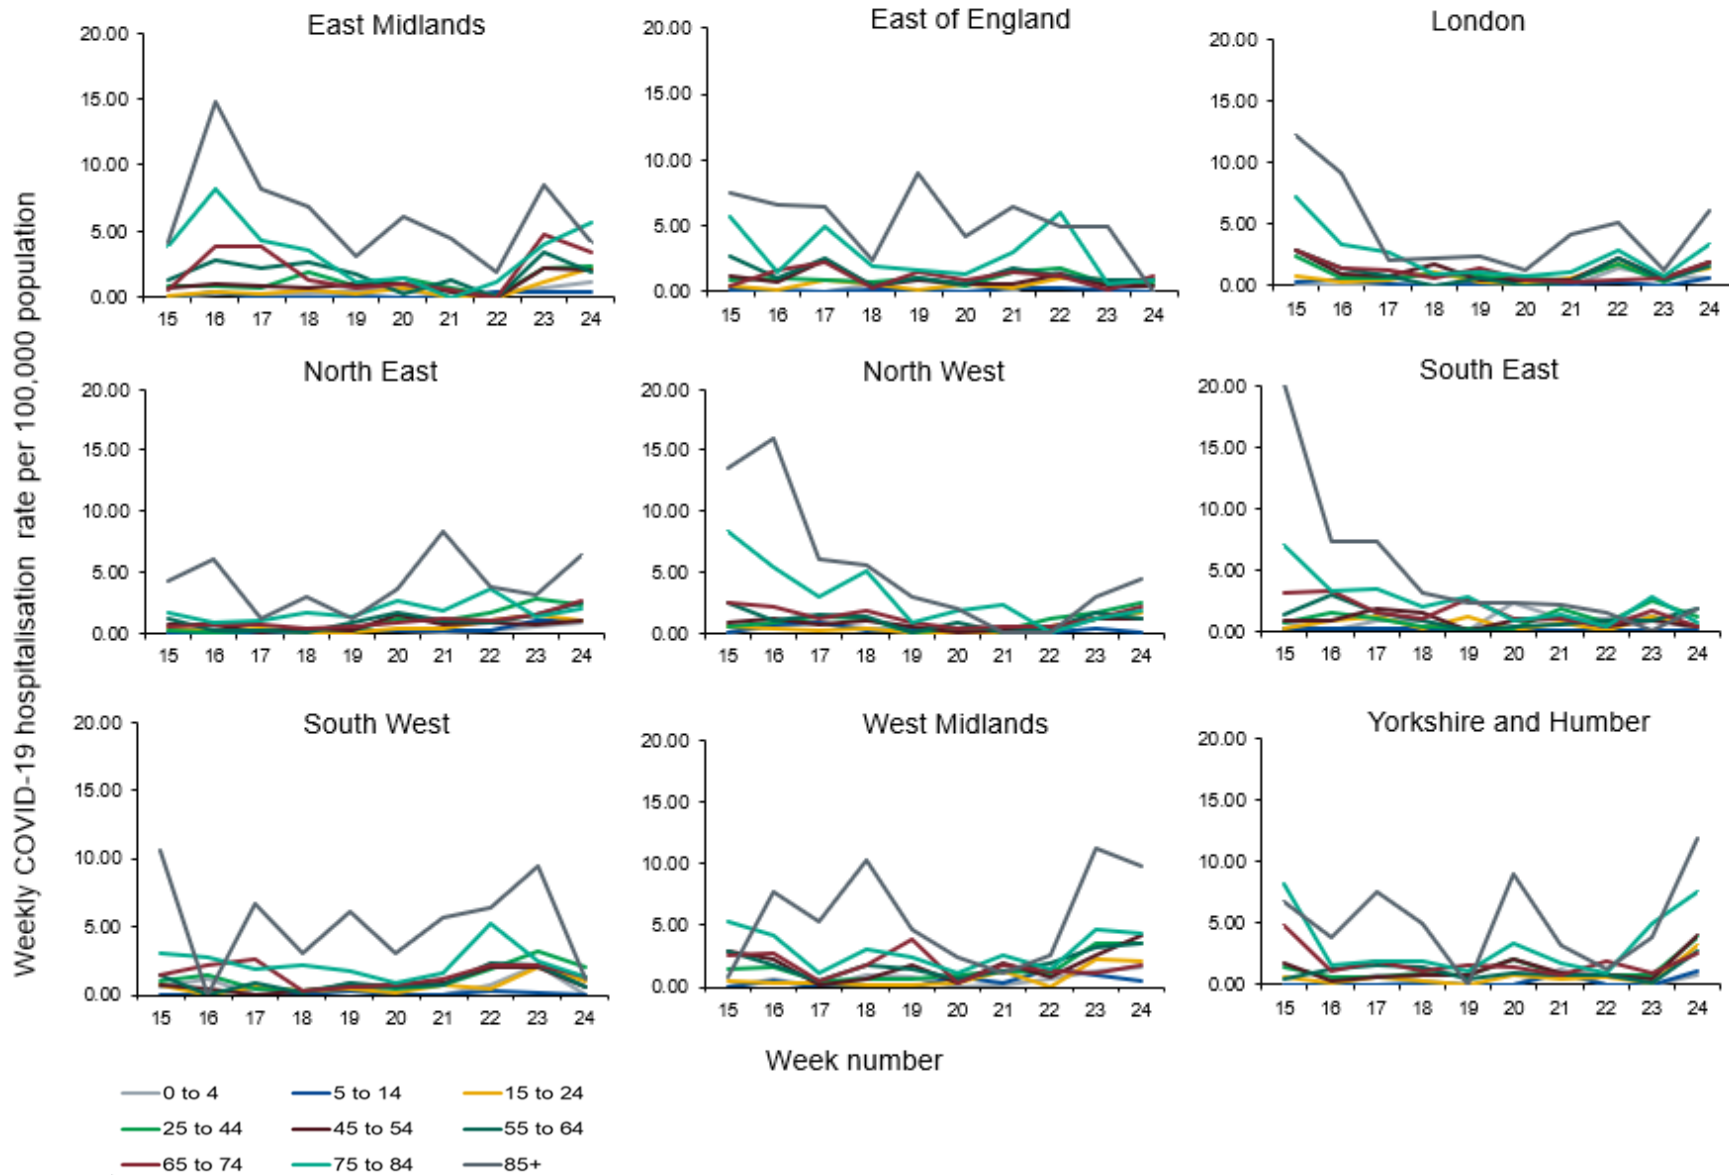 East Midlands
20.00
15.00
10.00
5.00
0.00
15 16 17 18 19 20 21 22 23 24
East of England
20.00
15.00
10.00
5.00
0.00
15 16 17 18 19 20 21 22 23 24
London
20.00
15.00
10.00
5.00
0.00
15 16 17 18 19 20 21 22 23 24
Weekly COVID-19 hospitalisation rate per 100,000 population
North East
20.00
15.00
10.00
5.00
0.00
15 16 17 18 19 20 21 22 23 24
North West
20.00
15.00
10.00
5.00
0.00
15 16 17 18 19 20 21 22 23 24
South East
20.00
15.00
10.00
5.00
0.00
15 16 17 18 19 20 21 22 23 24
South West
20.00
15.00
10.00
5.00
0.00
15 16 17 18 19 20 21 22 23 24
West Midlands
20.00
15.00
10.00
5.00
0.00
15 16 17 18 19 20 21 22 23 24
Yorkshire and Humber
20.00
15.00
10.00
5.00
0.00
15 16 17 18 19 20 21 22 23 24
Week number
0 to 4 5 to 14 15 to 24
25 to 44 45 to 54 55 to 64
65 to 74 75 to 84 85+